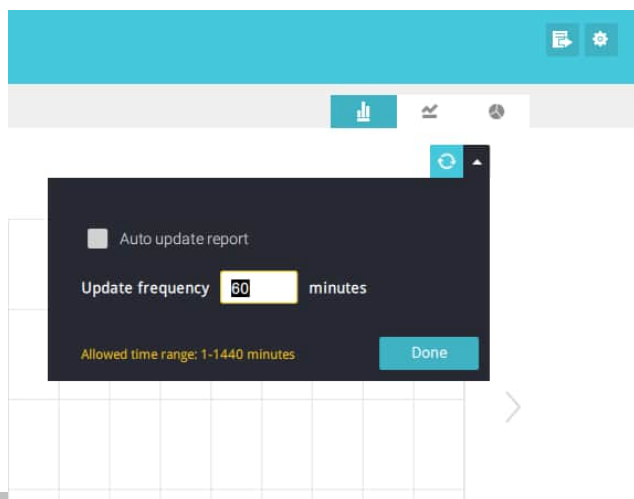 Auto update report
Update frequency 60 minutes
Allowed time range: 1-1440 minutes
Done